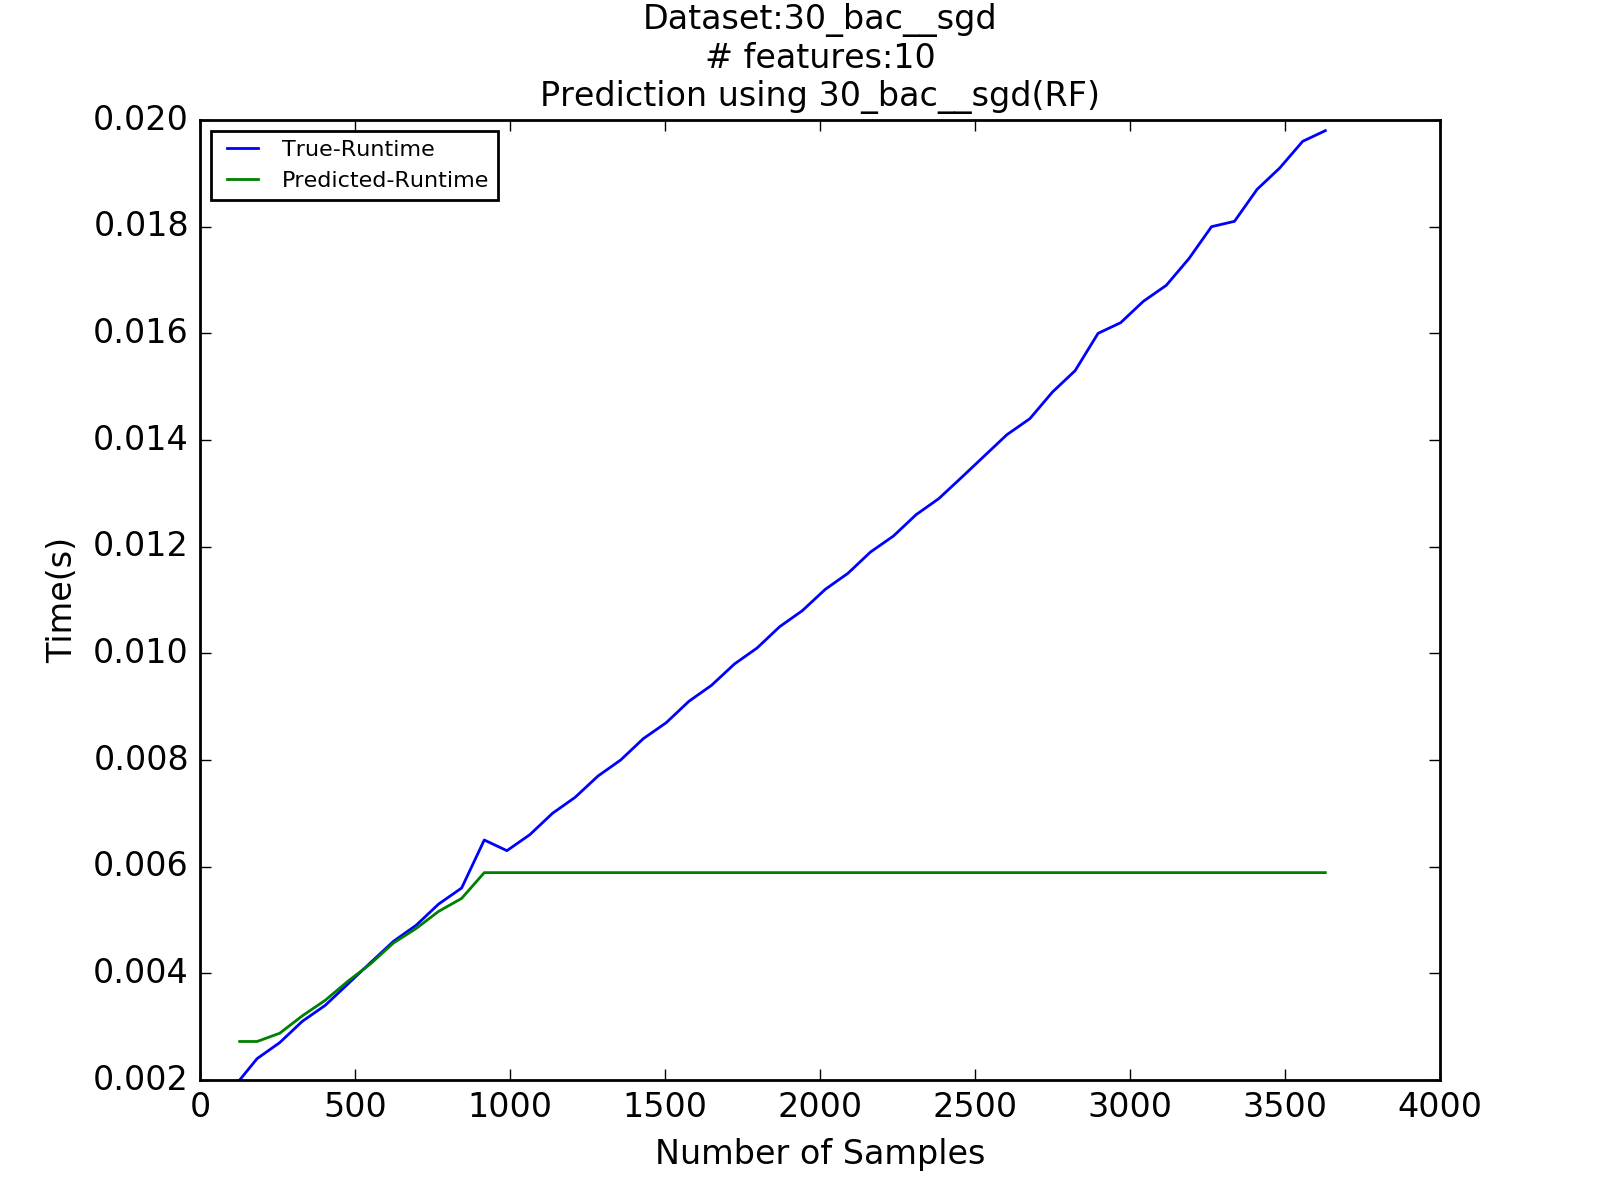 Dataset:30_bac__sgd
# features:10
Prediction using 30_bac__sgd(RF)
True-Runtime
Predicted-Runtime
0.020
0.018
0.016
0.014
0.012
0.010
0.008
0.006
0.004
0.002
Time(s)
0 500 1000 1500 2000 2500 3000 3500 4000
Number of Samples